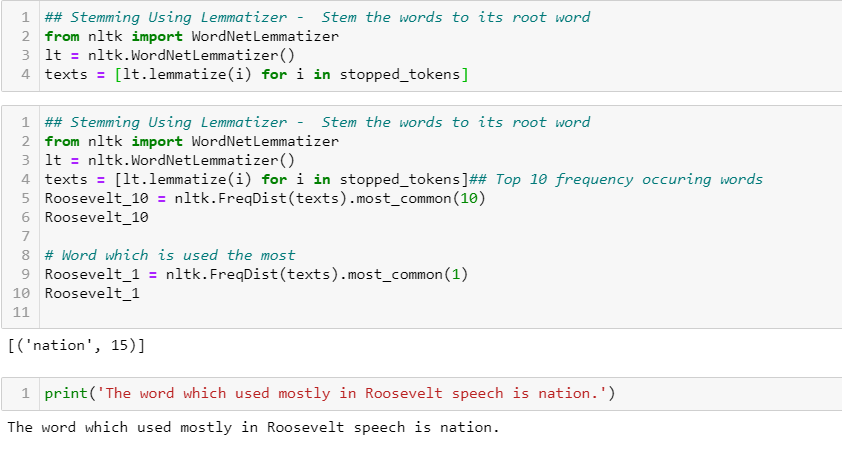 1 ## Stemming Using Lemmatizer -  Stem the words to its root word
2 from nltk import WordNetLemmatizer
3 lt = nltk.WordNetLemmatizer()
4 texts = [lt.lemmatize(i) for i in stopped_tokens]
1 ## Stemming Using Lemmatizer -  Stem the words to its root word
2 from nltk import WordNetLemmatizer
3 lt = nltk.WordNetLemmatizer()
4 texts = [lt.lemmatize(i) for i in stopped_tokens]## Top 10 frequency occuring words
5 Roosevelt_10 = nltk.FreqDist(texts).most_common(10)
6 Roosevelt_10
7
8 # Word which is used the most
9 Roosevelt_1 = nltk.FreqDist(texts).most_common(1)
10 Roosevelt_1
11
[('nation', 15)]
1 print('The word which used mostly in Roosevelt speech is nation.')
The word which used mostly in Roosevelt speech is nation.